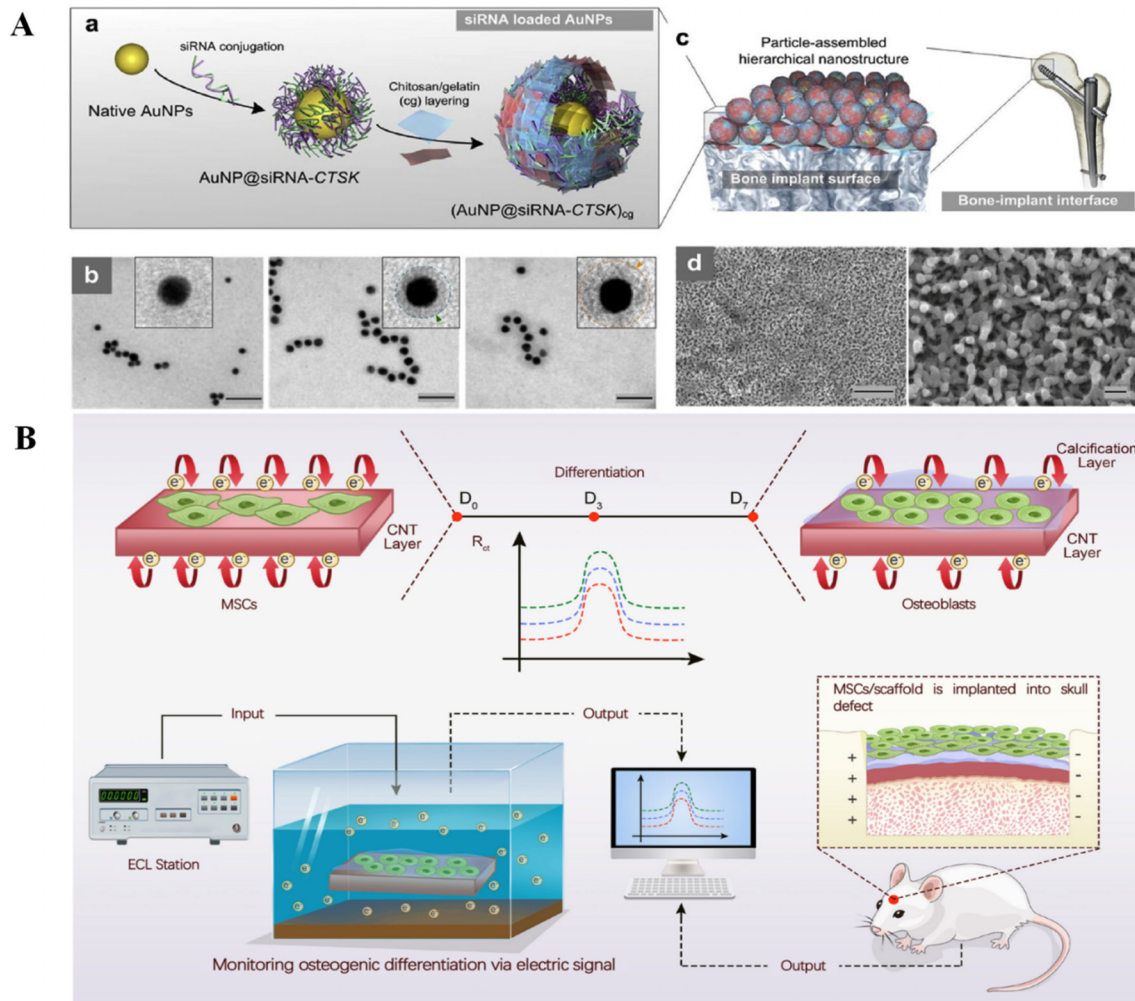 A
a
siRNA loaded AuNPs
siRNA conjugation
Native AuNPs
AuNP@siRNA-CTSK
Chitosan/gelatin
(cg) layering
(AuNP@siRNA-CTSK)cg
c
Particle-assembled
hierarchical nanostructure
Bone implant surface
Bone-implant interface
b
d
B
e⁻ e⁻ e⁻ e⁻ e⁻
CNT
Layer
e⁻ e⁻ e⁻ e⁻ e⁻
MSCs
Differentiation
D0
D3
D7
Rct
Calcification
Layer
e⁻ e⁻ e⁻ e⁻
CNT
Layer
e⁻ e⁻ e⁻ e⁻
Osteoblasts
Input
Output
ECL Station
Monitoring osteogenic differentiation via electric signal
MSCs/scaffold is implanted into skull
defect
+ -
+ -
+ -
+ -
Output